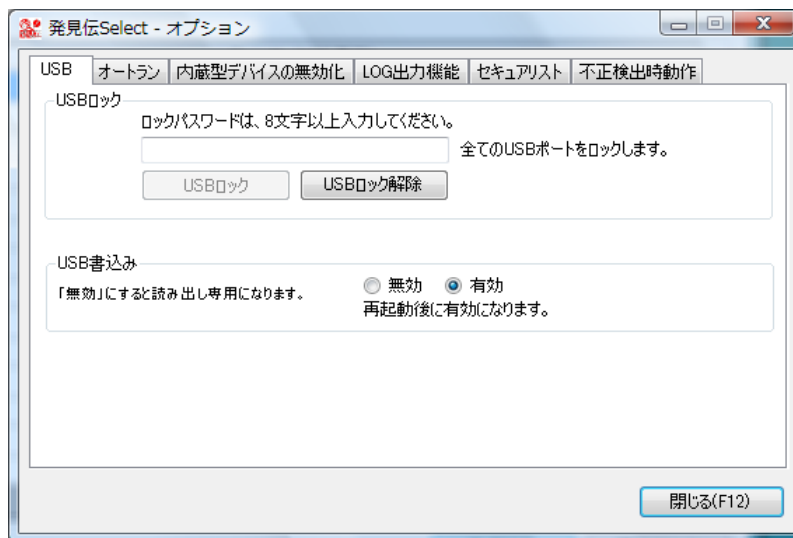 発見伝Select - オプション
USB オートラン 内蔵型デバイスの無効化 LOG出力機能 セキュアリスト 不正検出時動作
USBロック
ロックパスワードは、8文字以上入力してください。
全てのUSBポートをロックします。
USBロック USBロック解除
USB書込み
「無効」にすると読み出し専用になります。 無効 有効
再起動後に有効になります。
閉じる(F12)